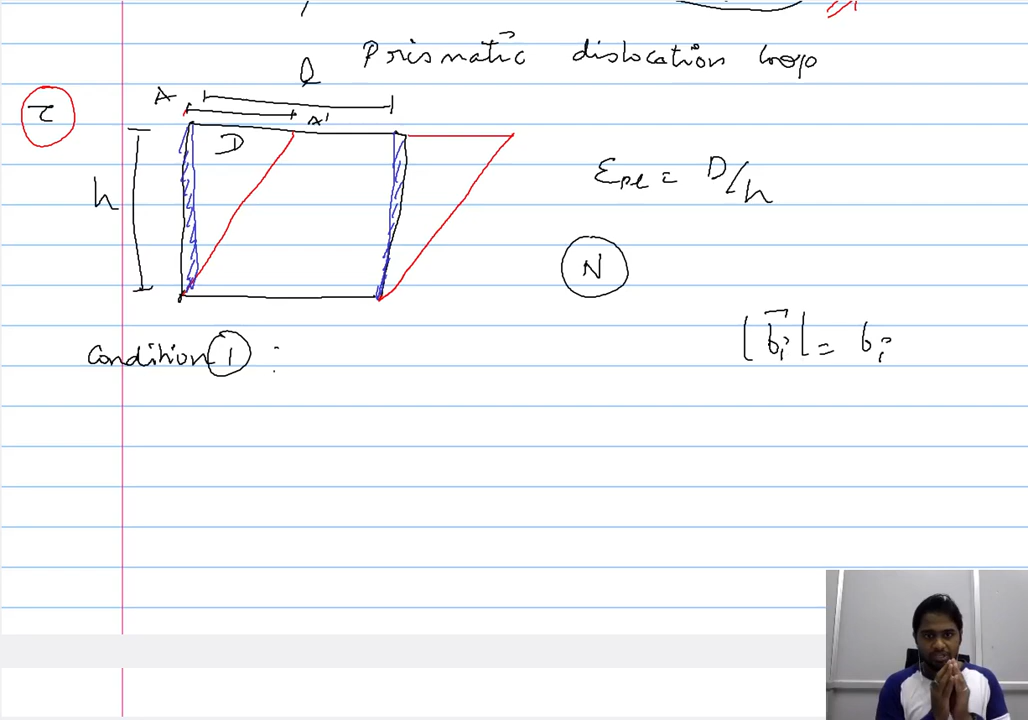 Prismatic dislocation loop
l
τ
A
A'
D
h
ε_pl = D/h
N
|b⃗ᵢ| = bᵢ
Condition 1 :